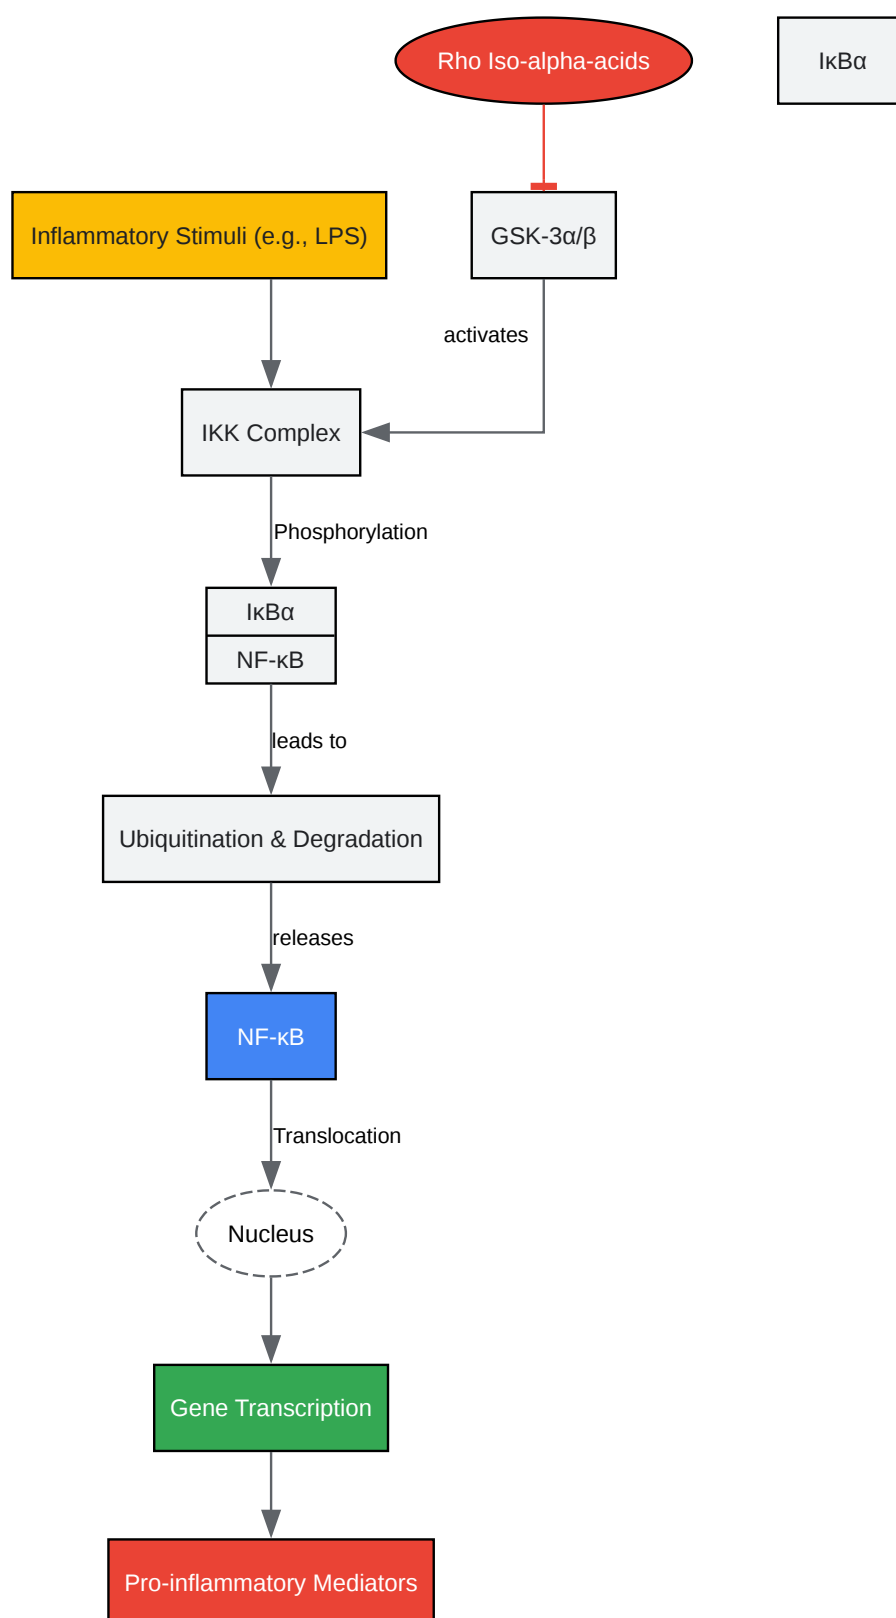 Rho Iso-alpha-acids
IκBα
Inflammatory Stimuli (e.g., LPS)
GSK-3α/β
activates
IKK Complex
Phosphorylation
IκBα
NF-κB
leads to
Ubiquitination & Degradation
releases
NF-κB
Translocation
Nucleus
Gene Transcription
Pro-inflammatory Mediators